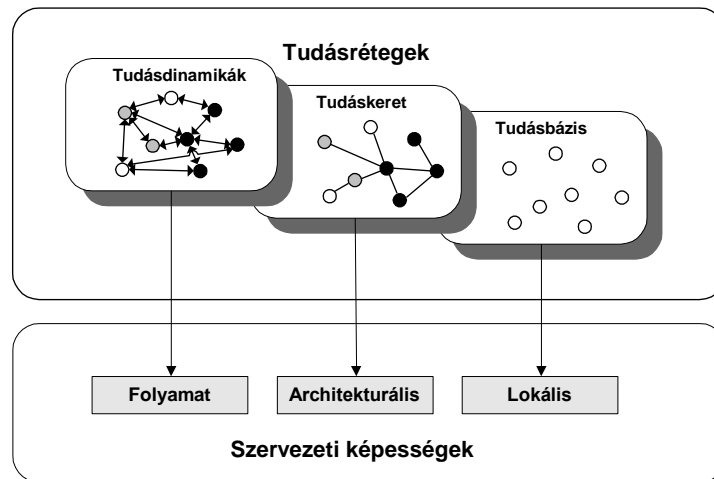 Tudásrétegek
Tudásdinamikák
Tudáskeret
Tudásbázis
Folyamat
Architekturális
Lokális
Szervezeti képességek